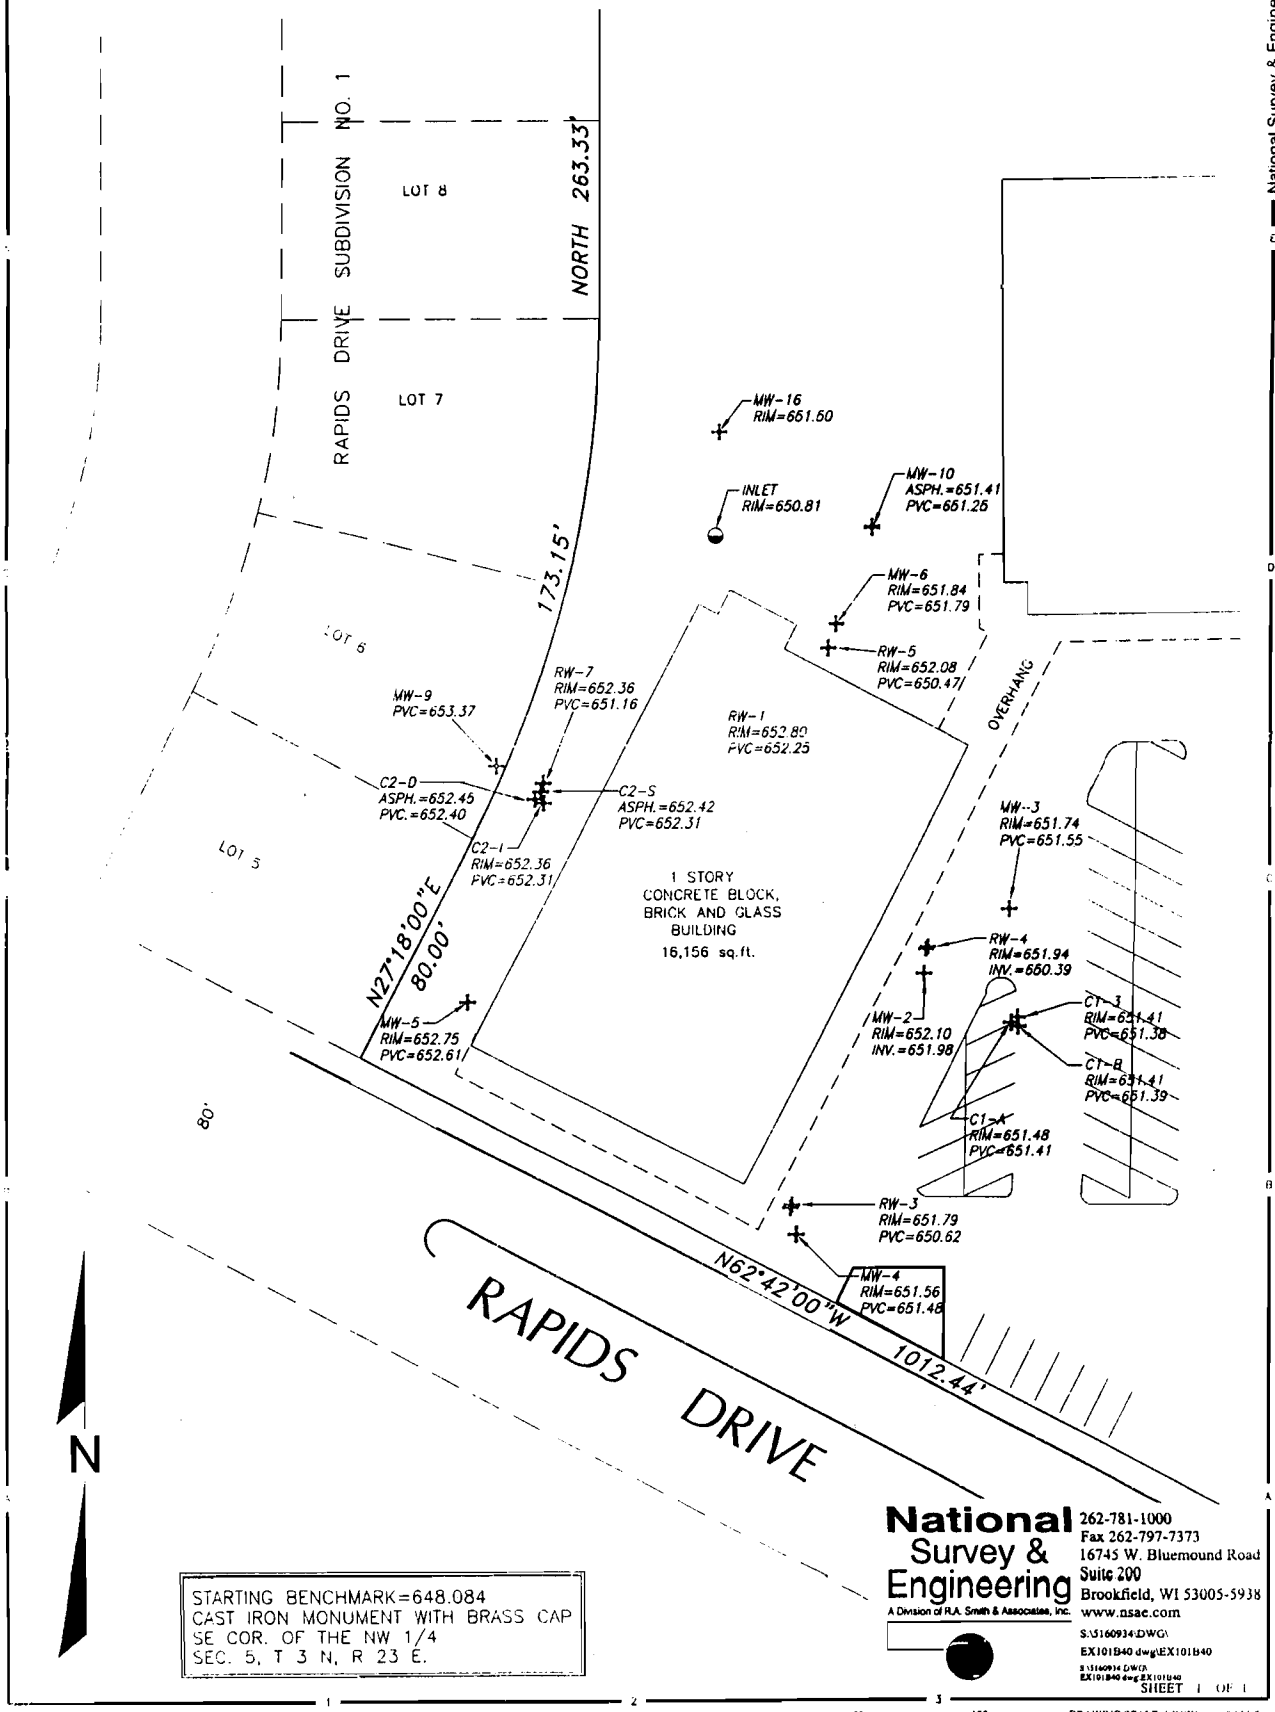 National Survey &
RAPIDS DRIVE SUBDIVISION NO. 1
LOT 8
NORTH 263.33'
LOT 7
MW-16
RIM=651.60
INLET
RIM=650.81
MW-10
ASPH.=651.41
PVC=651.26
173.15'
MW-6
RIM=651.84
PVC=651.79
LOT 6
RW-5
RIM=652.08
PVC=650.47
OVERHANG
RW-7
RIM=652.36
PVC=651.16
MW-9
PVC=653.37
RW-1
RIM=652.80
PVC=652.25
C2-D
ASPH.=652.45
PVC.=652.40
C2-S
ASPH.=652.42
PVC=652.31
MW-3
RIM=651.74
PVC=651.55
LOT 5
C2-I
RIM=652.36
PVC=652.31
1 STORY
CONCRETE BLOCK,
BRICK AND GLASS
BUILDING
16,156 sq.ft.
N27°18'00"E
80.00'
RW-4
RIM=651.94
INV.=650.39
MW-5
RIM=652.75
PVC=652.61
MW-2
RIM=652.10
INV.=651.98
C1-3
RIM=651.41
PVC=651.38
C1-B
RIM=651.41
PVC=651.39
C1-A
RIM=651.48
PVC=651.41
80'
RW-3
RIM=651.79
PVC=650.62
MW-4
RIM=651.56
PVC=651.48
N62°42'00"W
1012.44'
RAPIDS DRIVE
N
STARTING BENCHMARK=648.084
CAST IRON MONUMENT WITH BRASS CAP
SE COR. OF THE NW 1/4
SEC. 5, T 3 N, R 23 E.
National
Survey &
Engineering
A Division of R.A. Smith & Associates, Inc.
262-781-1000
Fax 262-797-7373
16745 W. Bluemound Road
Suite 200
Brookfield, WI 53005-5938
www.nsae.com
S:\5160934\DWG\
EX101B40 dwg\EX101B40
SHEET 1 OF 1
1
2
3
D
C
B
A